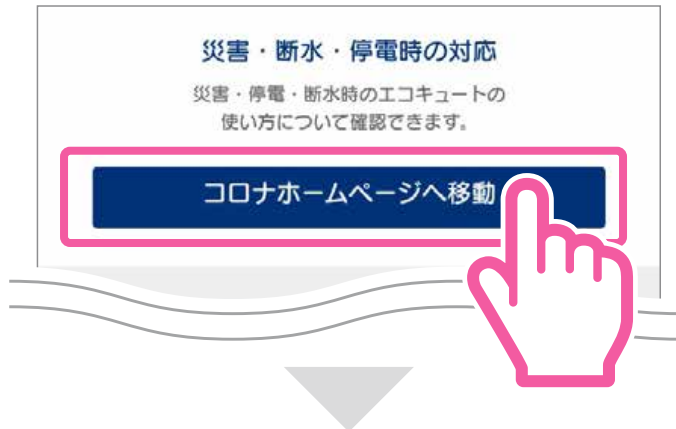 災害・断水・停電時の対応
災害・停電・断水時のエコキュートの
使い方について確認できます。
コロナホームページへ移動